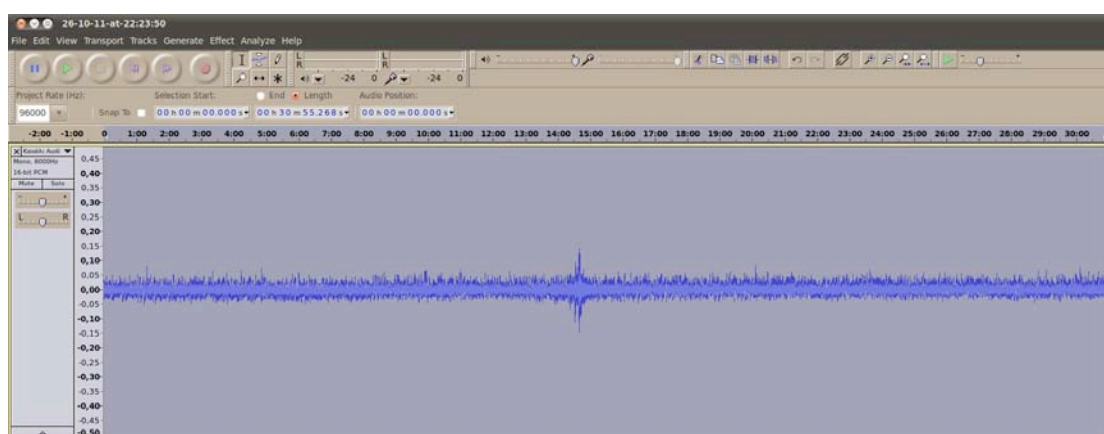 26-10-11-at-22:23:50
File Edit View Transport Tracks Generate Effect Analyze Help
L
R
L
R
-24 0 -24 0
Project Rate (Hz): Selection Start: End Length Audio Position:
96000 Snap To 00 h 00 m 00.000 s 00 h 30 m 55.268 s 00 h 00 m 00.000 s
-2:00 -1:00 0 1:00 2:00 3:00 4:00 5:00 6:00 7:00 8:00 9:00 10:00 11:00 12:00 13:00 14:00 15:00 16:00 17:00 18:00 19:00 20:00 21:00 22:00 23:00 24:00 25:00 26:00 27:00 28:00 29:00 30:00
Mono, 8000Hz
16-bit PCM
Mute Solo
- +
L R
0,45
0,40
0,35
0,30
0,25
0,20
0,15
0,10
0,05
0,00
-0,05
-0,10
-0,15
-0,20
-0,25
-0,30
-0,35
-0,40
-0,45
-0,50